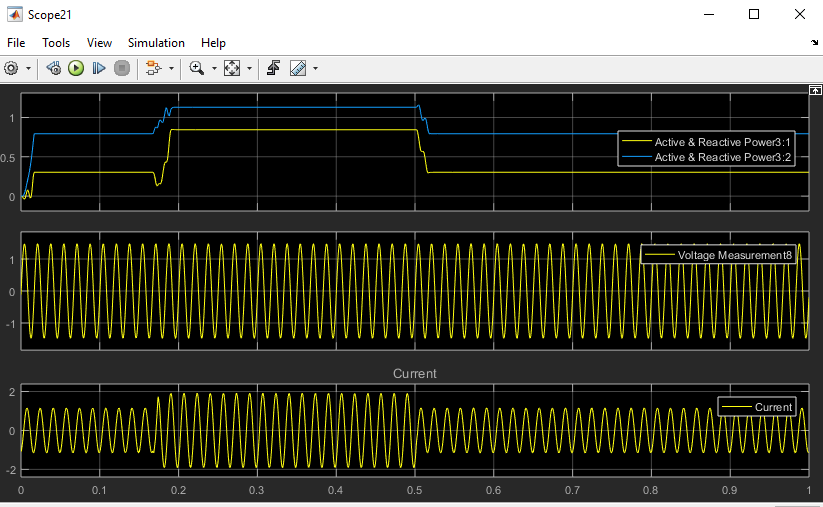 Scope21
File Tools View Simulation Help
1
0.5
0
Active & Reactive Power3:1
Active & Reactive Power3:2
1
0
-1
Voltage Measurement8
Current
2
0
-2
Current
0 0.1 0.2 0.3 0.4 0.5 0.6 0.7 0.8 0.9 1